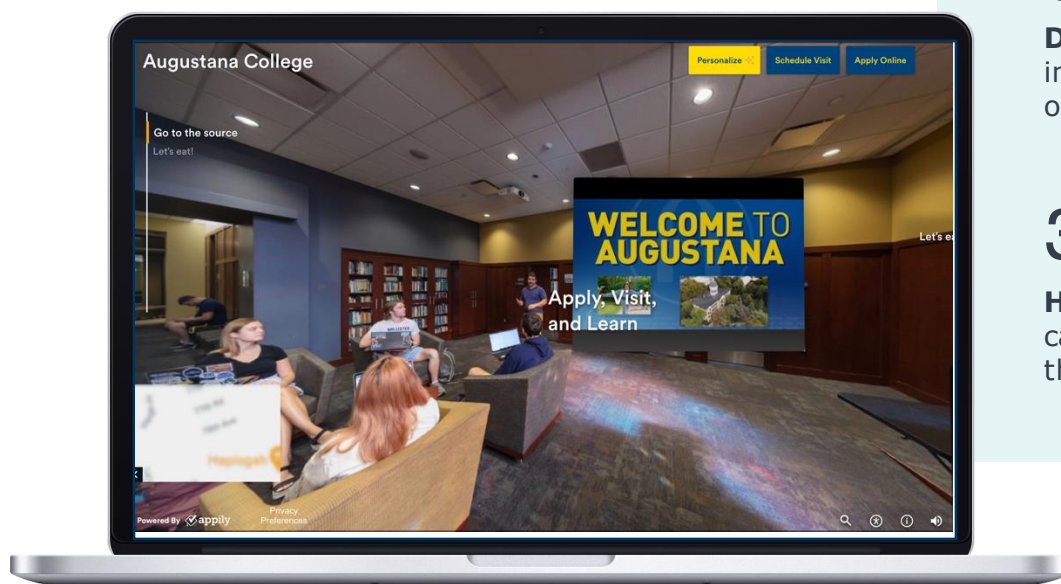 Augustana College
Personalize
Schedule Visit
Apply Online
Go to the source
Let's eat!
WELCOME TO
AUGUSTANA
Apply, Visit,
and Learn
Let's
Powered By appily
Privacy
Preferences
D
in
o
3
H
ca
th